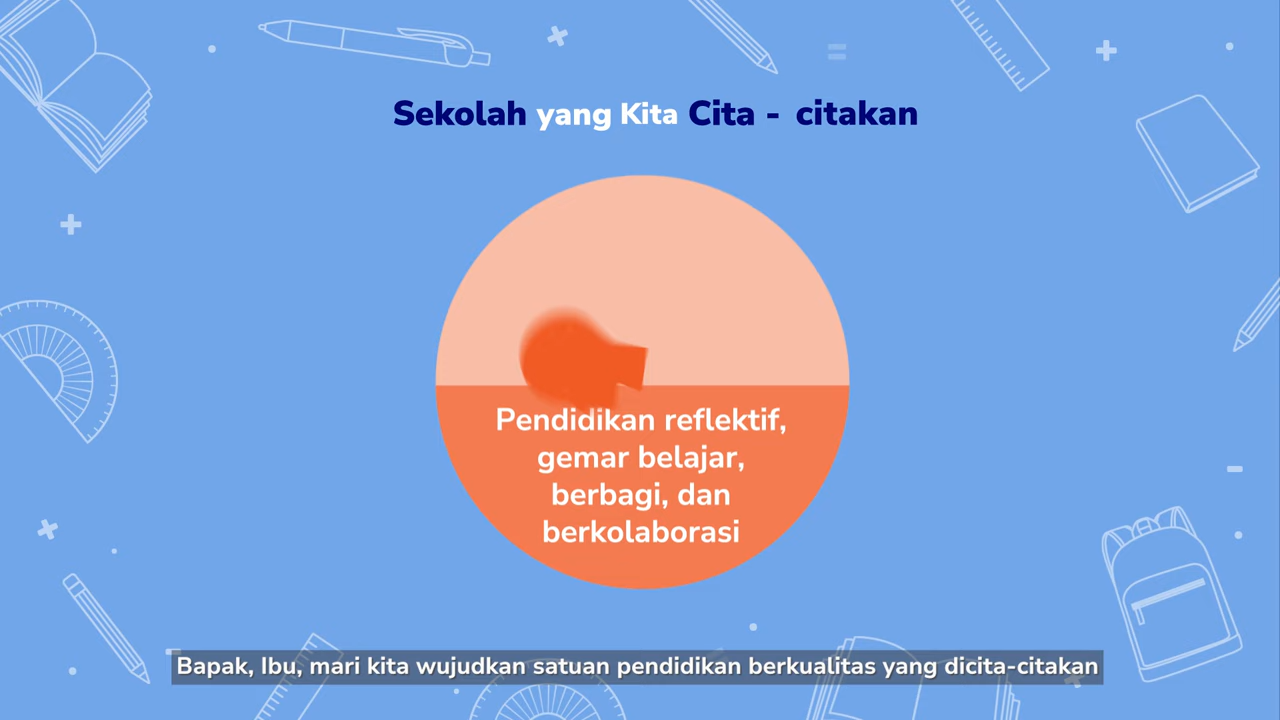 Sekolah yang Kita Cita - citakan
Pendidikan reflektif,
gemar belajar,
berbagi, dan
berkolaborasi
Bapak, Ibu, mari kita wujudkan satuan pendidikan berkualitas yang dicita-citakan